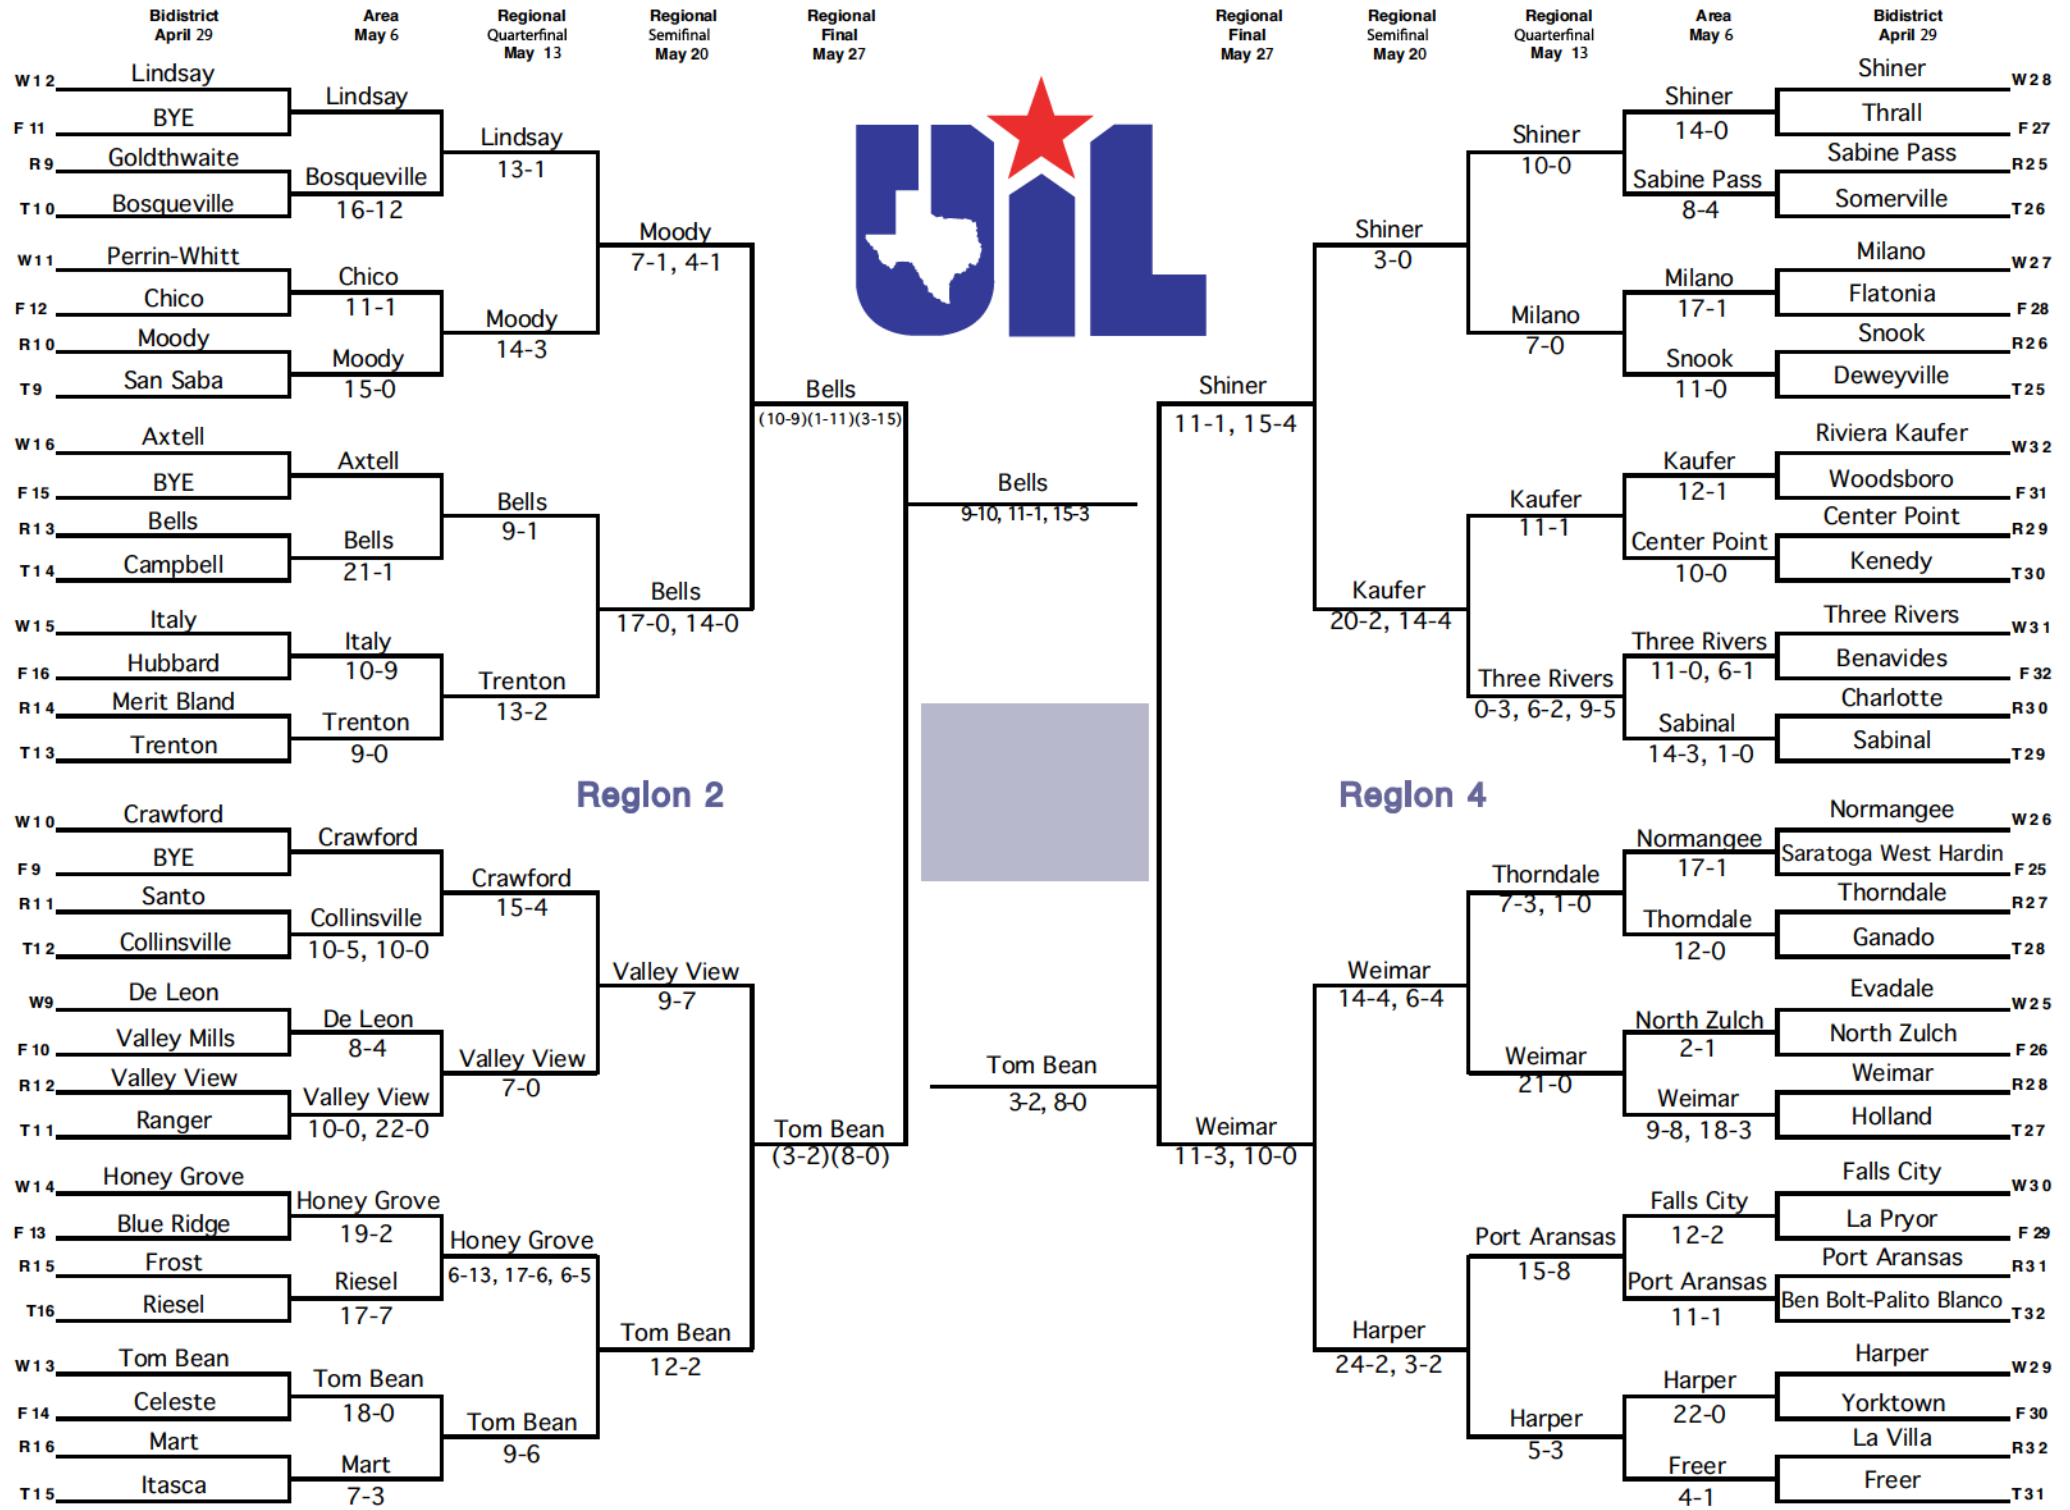 Bidistrict
April 29
Area
May 6
Regional
Quarterfinal
May 13
Regional
Semifinal
May 20
Regional
Final
May 27
Regional
Final
May 27
Regional
Semifinal
May 20
Regional
Quarterfinal
May 13
Area
May 6
Bidistrict
April 29
W12
Lindsay
F 11
BYE
R 9
Goldthwaite
T10
Bosqueville
W11
Perrin-Whitt
F 12
Chico
R10
Moody
T 9
San Saba
W16
Axtell
F 15
BYE
R13
Bells
T14
Campbell
W15
Italy
F 16
Hubbard
R14
Merit Bland
T13
Trenton
W10
Crawford
F 9
BYE
R11
Santo
T12
Collinsville
W9
De Leon
F 10
Valley Mills
R12
Valley View
T11
Ranger
W14
Honey Grove
F 13
Blue Ridge
R15
Frost
T16
Riesel
W13
Tom Bean
F 14
Celeste
R16
Mart
T15
Itasca
Lindsay
Bosqueville
16-12
Chico
11-1
Moody
15-0
Axtell
Bells
21-1
Italy
10-9
Trenton
9-0
Crawford
Collinsville
10-5, 10-0
De Leon
8-4
Valley View
10-0, 22-0
Honey Grove
19-2
Riesel
17-7
Tom Bean
18-0
Mart
7-3
Lindsay
13-1
Moody
14-3
Bells
9-1
Trenton
13-2
Crawford
15-4
Valley View
7-0
Honey Grove
6-13, 17-6, 6-5
Tom Bean
9-6
Moody
7-1, 4-1
Bells
17-0, 14-0
Region 2
Valley View
9-7
Tom Bean
12-2
Bells
(10-9)(1-11)(3-15)
Tom Bean
(3-2)(8-0)
UIL
Bells
9-10, 11-1, 15-3
Tom Bean
3-2, 8-0
Shiner
11-1, 15-4
Weimar
11-3, 10-0
Shiner
3-0
Kaufer
20-2, 14-4
Region 4
Weimar
14-4, 6-4
Harper
24-2, 3-2
Shiner
10-0
Milano
7-0
Kaufer
11-1
Three Rivers
0-3, 6-2, 9-5
Thorndale
7-3, 1-0
Weimar
21-0
Port Aransas
15-8
Harper
5-3
Shiner
14-0
Sabine Pass
8-4
Milano
17-1
Snook
11-0
Kaufer
12-1
Center Point
10-0
Three Rivers
11-0, 6-1
Sabinal
14-3, 1-0
Normangee
17-1
Thorndale
12-0
North Zulch
2-1
Weimar
9-8, 18-3
Falls City
12-2
Port Aransas
11-1
Harper
22-0
Freer
4-1
Shiner
W28
Thrall
F 27
Sabine Pass
R25
Somerville
T26
Milano
W27
Flatonia
F 28
Snook
R26
Deweyville
T25
Riviera Kaufer
W32
Woodsboro
F 31
Center Point
R29
Kenedy
T30
Three Rivers
W31
Benavides
F 32
Charlotte
R30
Sabinal
T29
Normangee
W26
Saratoga West Hardin
F 25
Thorndale
R27
Ganado
T28
Evadale
W25
North Zulch
F 26
Weimar
R28
Holland
T27
Falls City
W30
La Pryor
F 29
Port Aransas
R31
Ben Bolt-Palito Blanco
T32
Harper
W29
Yorktown
F 30
La Villa
R32
Freer
T31